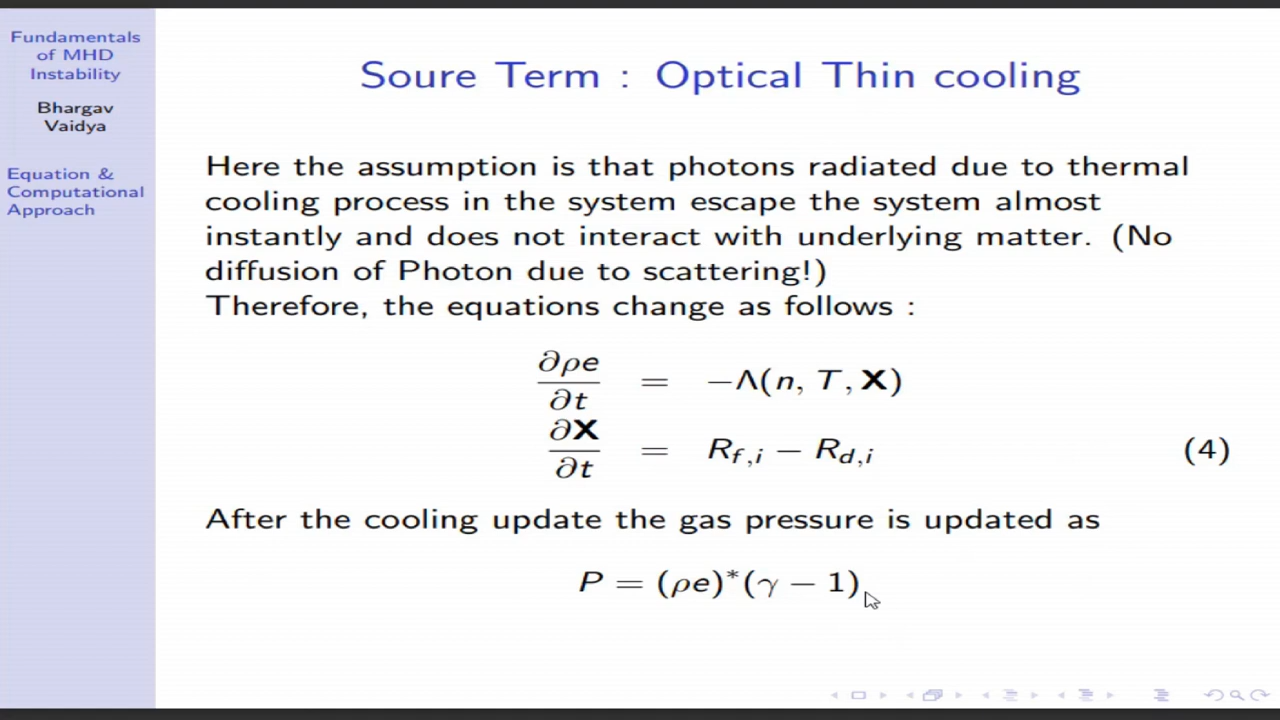 Fundamentals
of MHD
Instability
Bhargav
Vaidya
Equation &
Computational
Approach
Soure Term : Optical Thin cooling
Here the assumption is that photons radiated due to thermal
cooling process in the system escape the system almost
instantly and does not interact with underlying matter. (No
diffusion of Photon due to scattering!)
Therefore, the equations change as follows :
∂ρe/∂t = −Λ(n, T, X)
∂X/∂t = R_{f,i} − R_{d,i} (4)
After the cooling update the gas pressure is updated as
P = (ρe)*(γ − 1)